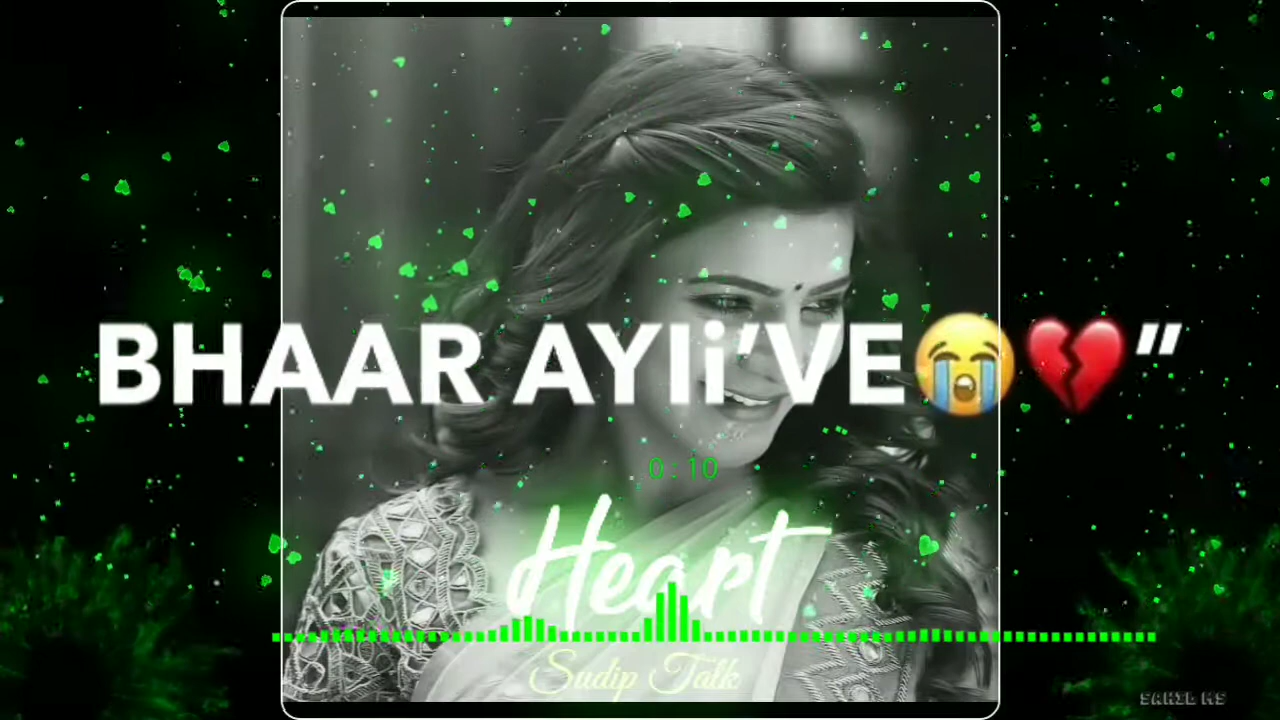 BHAAR AYIi’VE😭💔“
0:10
Heart
Sudip Talk
SAHIL MS